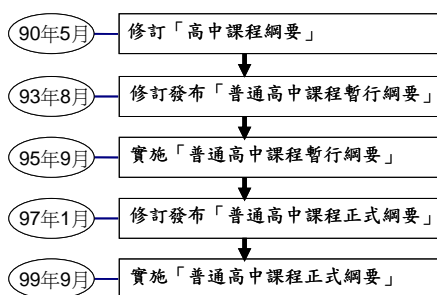 90年5月 修訂「高中課程綱要」
93年8月 修訂發布「普通高中課程暫行綱要」
95年9月 實施「普通高中課程暫行綱要」
97年1月 修訂發布「普通高中課程正式綱要」
99年9月 實施「普通高中課程正式綱要」